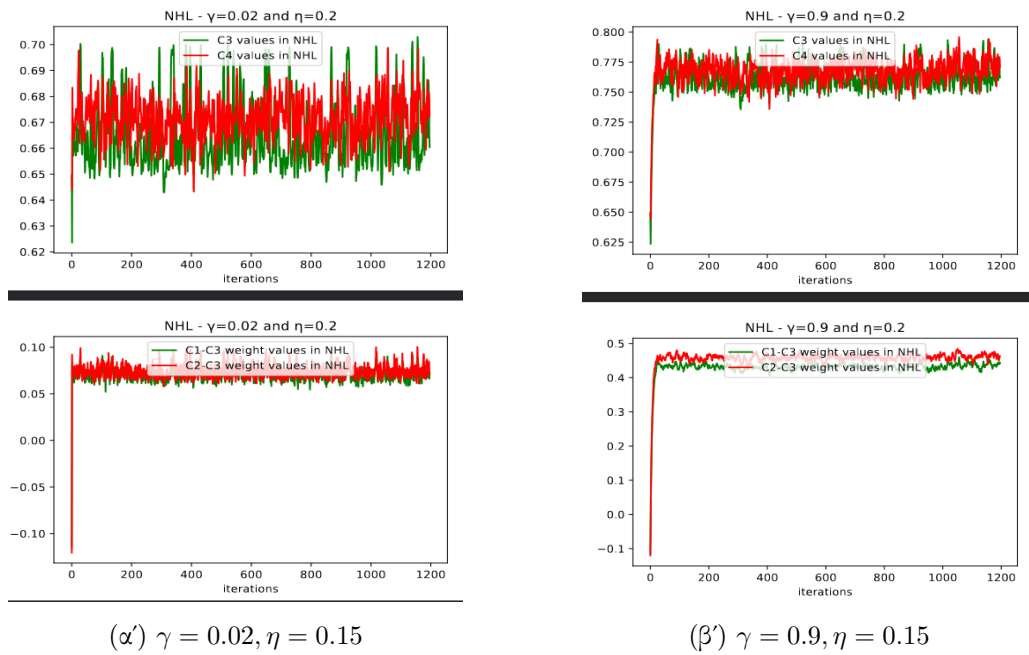 NHL - γ=0.02 and η=0.2
C3 values in NHL
C4 values in NHL
0.70
0.69
0.68
0.67
0.66
0.65
0.64
0.63
0.62
0 200 400 600 800 1000 1200
iterations
NHL - γ=0.9 and η=0.2
C3 values in NHL
C4 values in NHL
0.800
0.775
0.750
0.725
0.700
0.675
0.650
0.625
0 200 400 600 800 1000 1200
iterations
NHL - γ=0.02 and η=0.2
C1-C3 weight values in NHL
C2-C3 weight values in NHL
0.10
0.05
0.00
−0.05
−0.10
0 200 400 600 800 1000 1200
iterations
NHL - γ=0.9 and η=0.2
C1-C3 weight values in NHL
C2-C3 weight values in NHL
0.5
0.4
0.3
0.2
0.1
0.0
−0.1
0 200 400 600 800 1000 1200
iterations
(αʹ) γ = 0.02, η = 0.15
(βʹ) γ = 0.9, η = 0.15